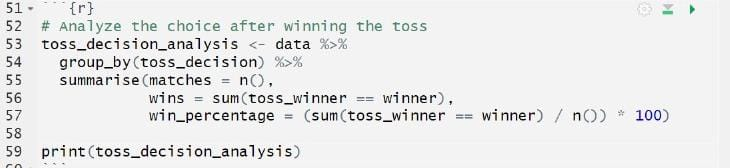 51 ```{r}
52 # Analyze the choice after winning the toss
53 toss_decision_analysis <- data %>%
54   group_by(toss_decision) %>%
55   summarise(matches = n(),
56             wins = sum(toss_winner == winner),
57             win_percentage = (sum(toss_winner == winner) / n()) * 100)
58
59 print(toss_decision_analysis)
60 ```